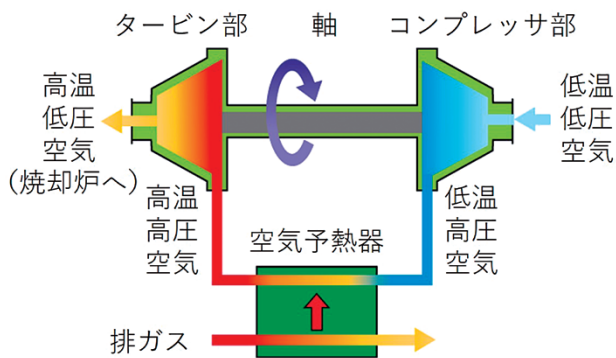 タービン部
軸
コンプレッサ部
高温
低圧
空気
(焼却炉へ)
低温
低圧
空気
高温
高圧
空気
空気予熱器
低温
高圧
空気
排ガス